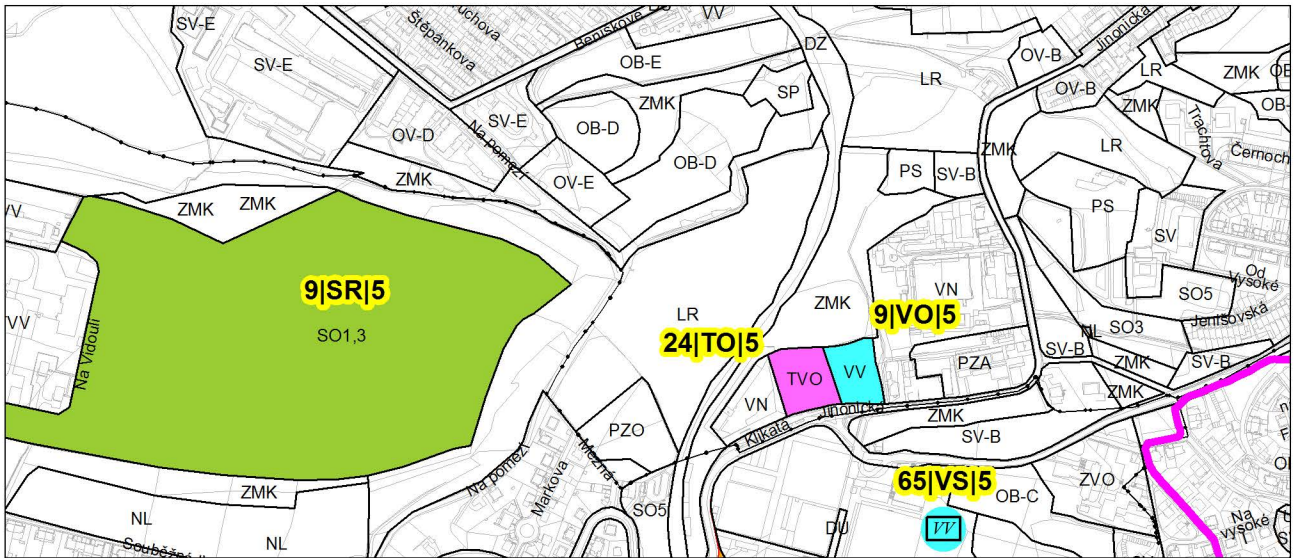 SV-E
Štěpánkova
VV
DZ
SV-E
OB-E
LR
OV-B
Jinonická
LR
ZMK
ZMK
SP
OV-B
ZMK
Trachtova
OV-D
Na pomezí
SV-E
OB-D
OB-D
ZMK
LR
ZMK
OV-E
PS
SV-B
ZMK
ZMK
PS
SV
VV
Od
Vysoké
9|SR|5
VN
SO5
SO1,3
LR
ZMK
9|VO|5
NL
SO3
Jenišovská
VV
Na Vidouli
24|TO|5
SV-B
ZMK
SV-B
TVO
VV
PZA
VN
Jinonická
ZMK
ZMK
Klikatá
SV-B
PZO
Na pomezí
Markova
Mezná
65|VS|5
OB-C
ZVO
ZMK
SO5
DU
VV
Na
vysoké
I
NL
NL